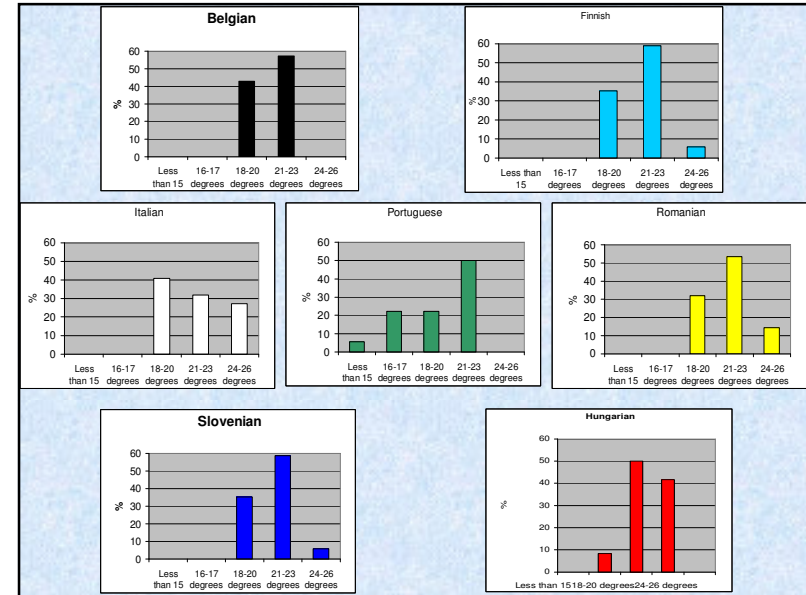 Belgian
60
50
40
30
20
10
0
%
Less 16-17 18-20 21-23 24-26
than 15 degrees degrees degrees degrees
Finnish
60
50
40
30
20
10
0
%
Less than 16-17 18-20 21-23 24-26
15 degrees degrees degrees degrees
Italian
60
50
40
30
20
10
0
%
Less 16-17 18-20 21-23 24-26
than 15 degrees degrees degrees degrees
Portuguese
60
50
40
30
20
10
0
%
Less 16-17 18-20 21-23 24-26
than 15 degrees degrees degrees degrees
Romanian
60
50
40
30
20
10
0
%
Less 16-17 18-20 21-23 24-26
than 15 degrees degrees degrees degrees
Slovenian
60
50
40
30
20
10
0
%
Less 16-17 18-20 21-23 24-26
than 15 degrees degrees degrees degrees
Hungarian
60
50
40
30
20
10
0
%
Less than 15 18-20 degrees 24-26 degrees